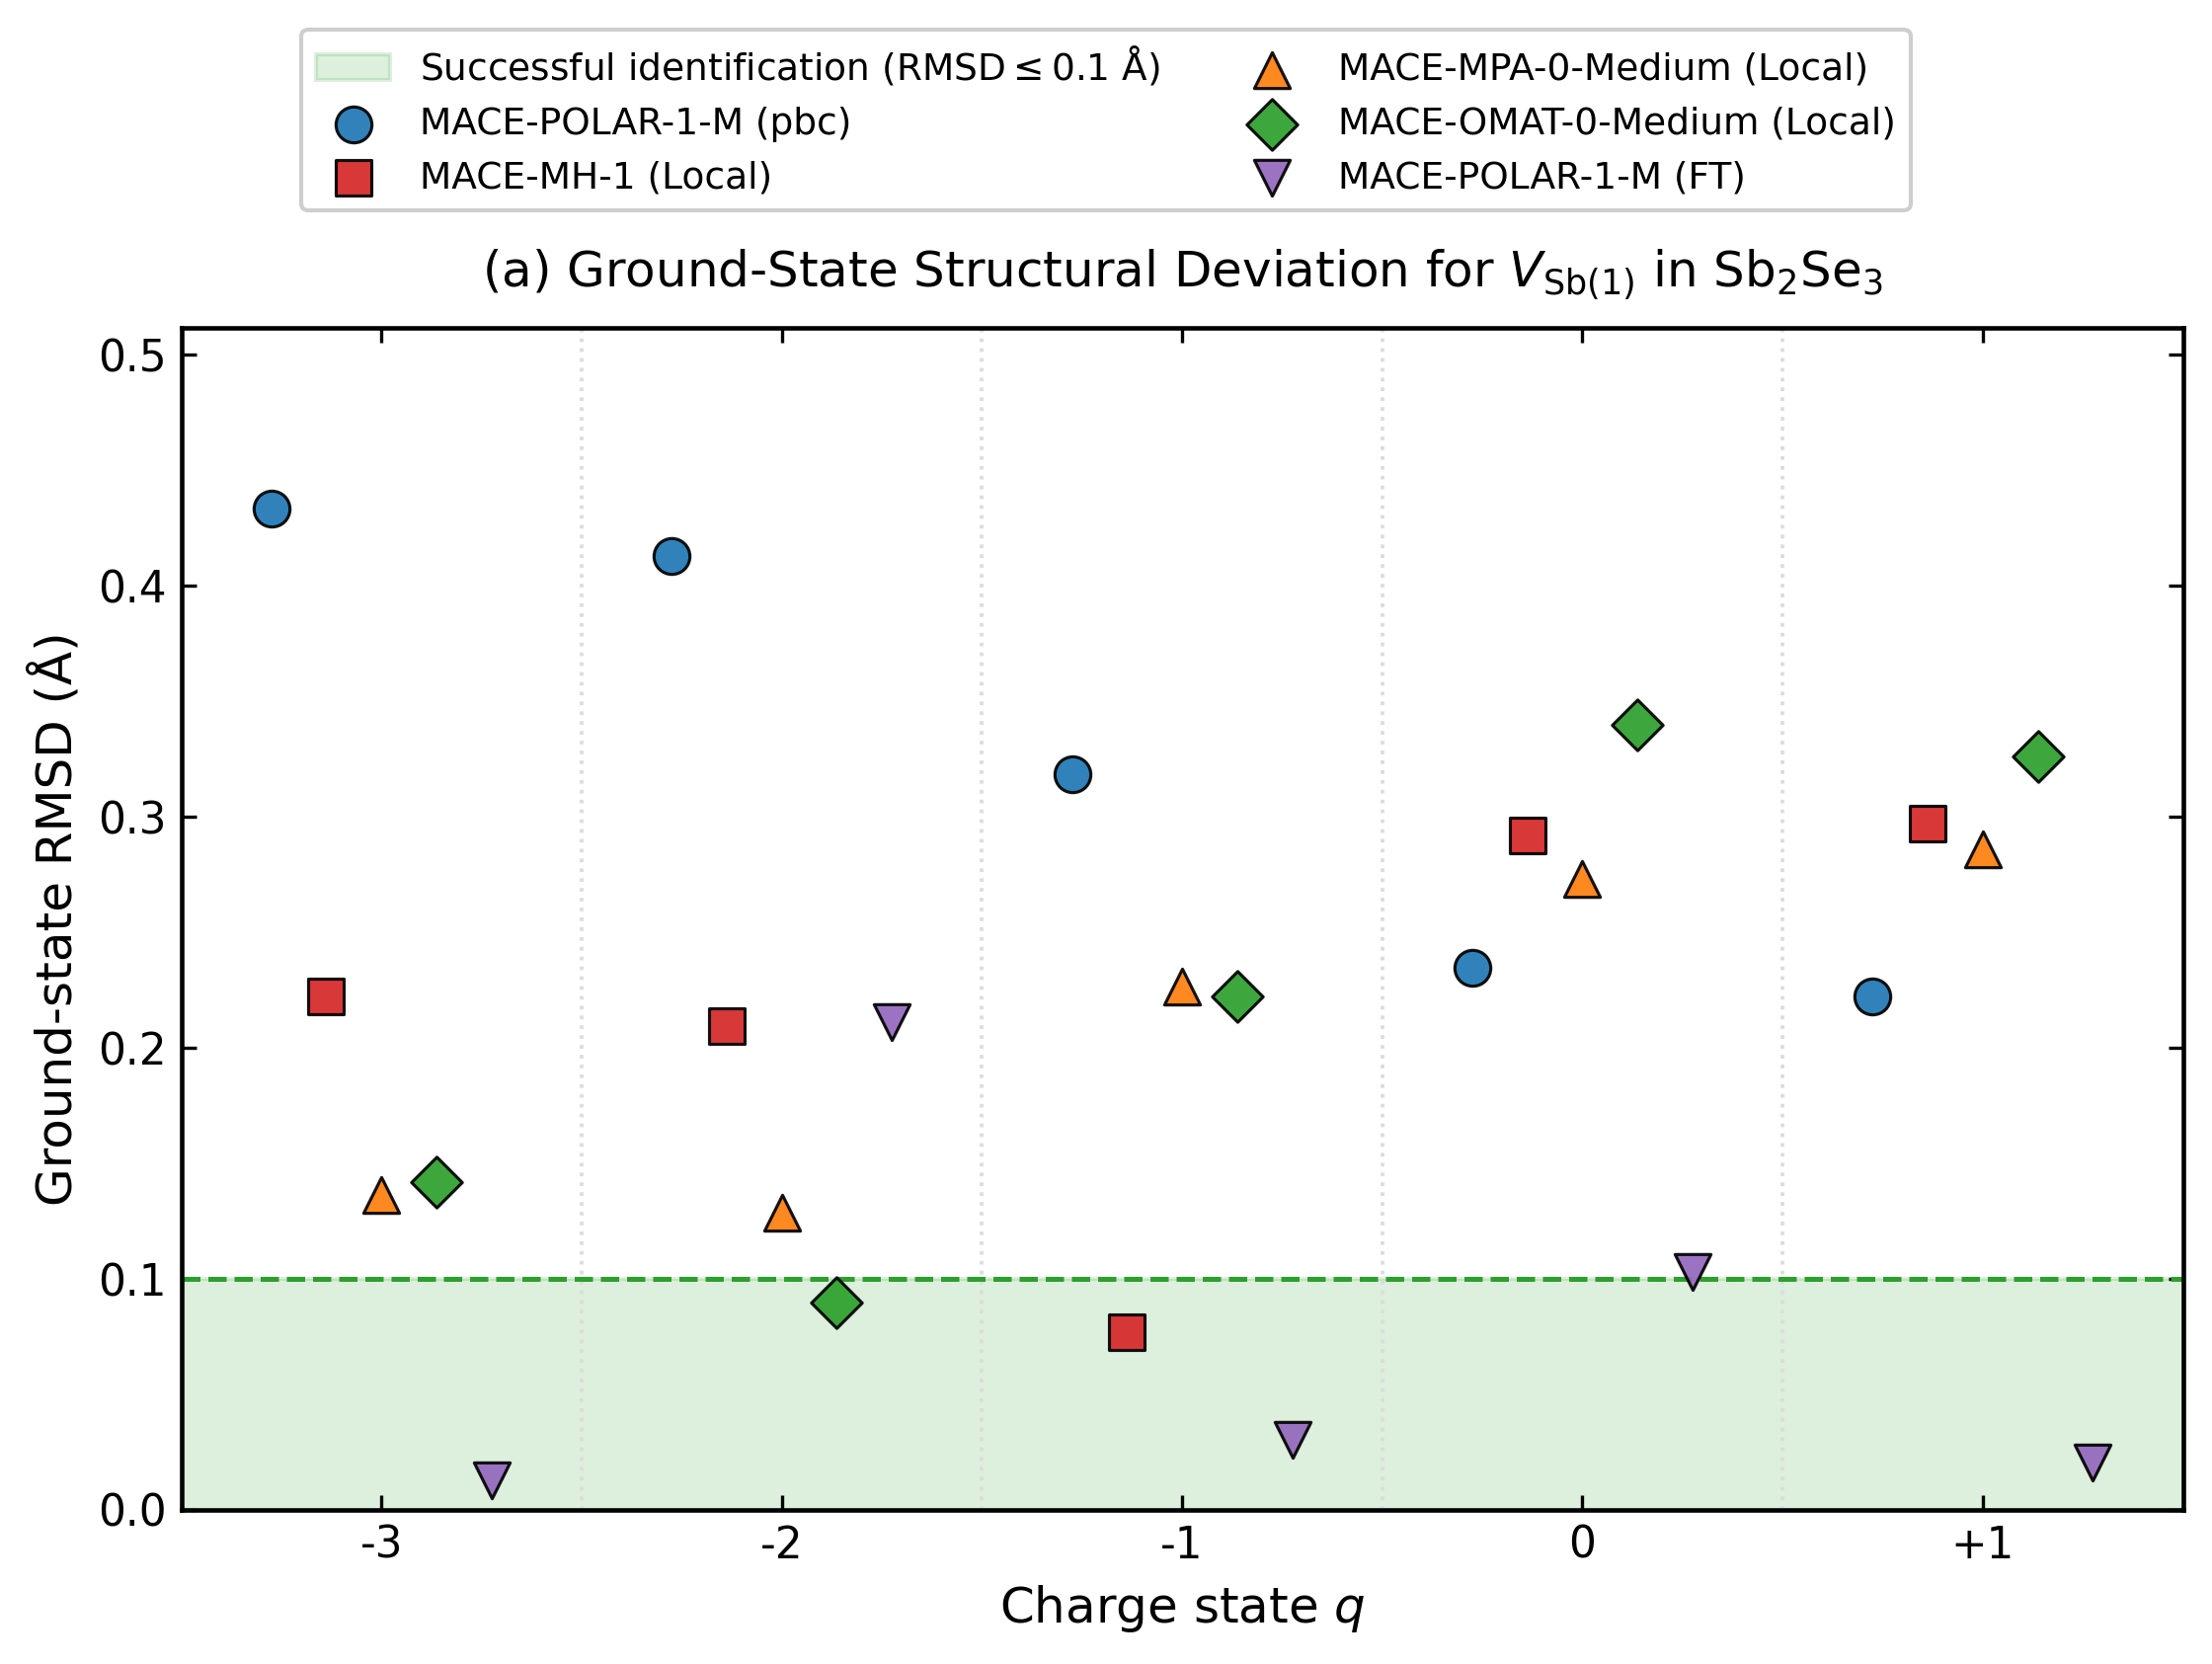 Successful identification (RMSD ≤ 0.1 Å)
MACE-POLAR-1-M (pbc)
MACE-MH-1 (Local)
MACE-MPA-0-Medium (Local)
MACE-OMAT-0-Medium (Local)
MACE-POLAR-1-M (FT)
(a) Ground-State Structural Deviation for V_Sb(1) in Sb₂Se₃
Ground-state RMSD (Å)
0.5
0.4
0.3
0.2
0.1
0.0
-3 -2 -1 0 +1
Charge state q